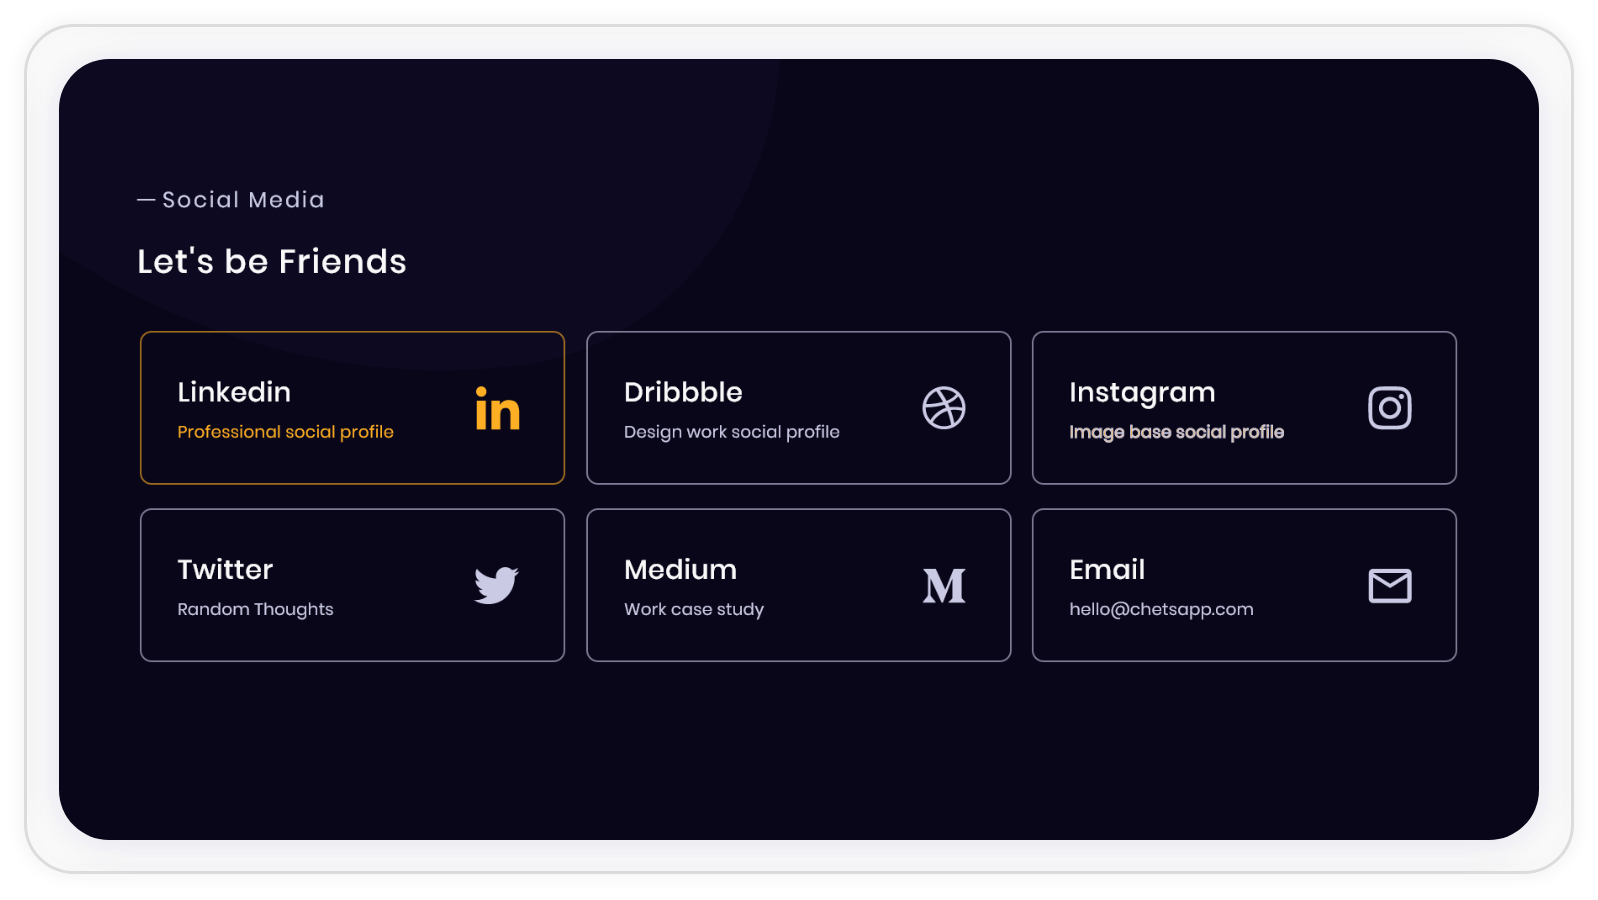 — Social Media
Let's be Friends
Linkedin
Professional social profile
in
Dribbble
Design work social profile
Instagram
Image base social profile
Twitter
Random Thoughts
Medium
Work case study
M
Email
hello@chetsapp.com